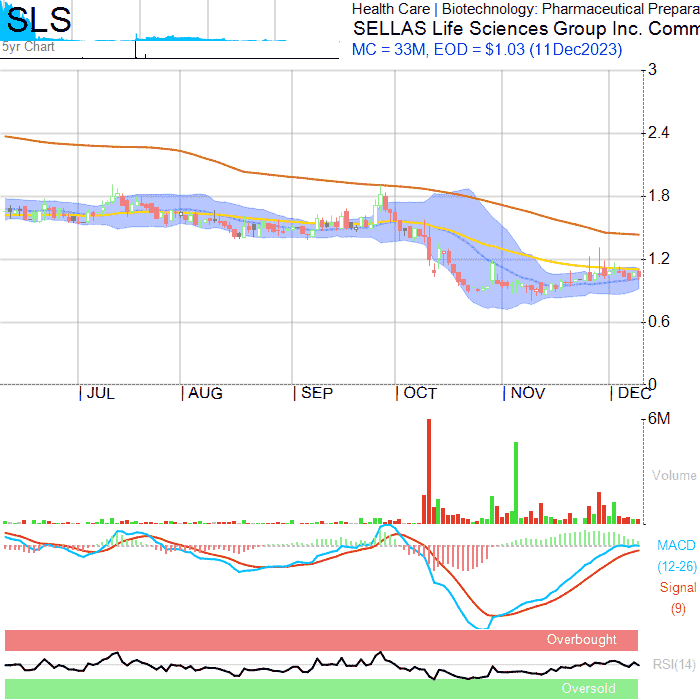 SLS
5yr Chart
Health Care | Biotechnology: Pharmaceutical Prepara
SELLAS Life Sciences Group Inc. Comm
MC = 33M, EOD = $1.03 (11Dec2023)
3
2.4
1.8
1.2
0.6
0
| JUL | AUG | SEP | OCT | NOV | DEC
6M
Volume
MACD
(12-26)
Signal
(9)
Overbought
RSI(14)
Oversold